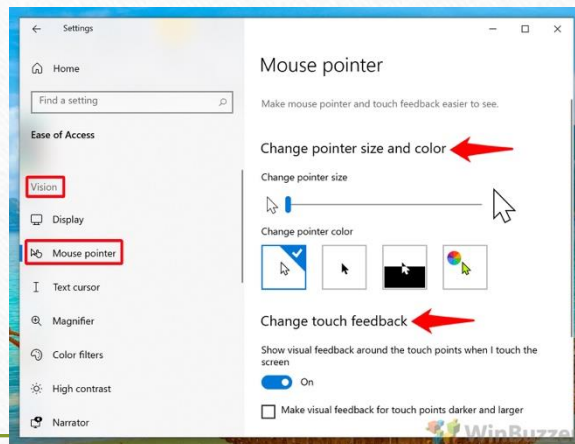 Settings
Home
Find a setting
Ease of Access
Vision
Display
Mouse pointer
Text cursor
Magnifier
Color filters
High contrast
Narrator
Mouse pointer
Make mouse pointer and touch feedback easier to see.
Change pointer size and color
Change pointer size
Change pointer color
Change touch feedback
Show visual feedback around the touch points when I touch the
screen
On
Make visual feedback for touch points darker and larger
WinBuzzer